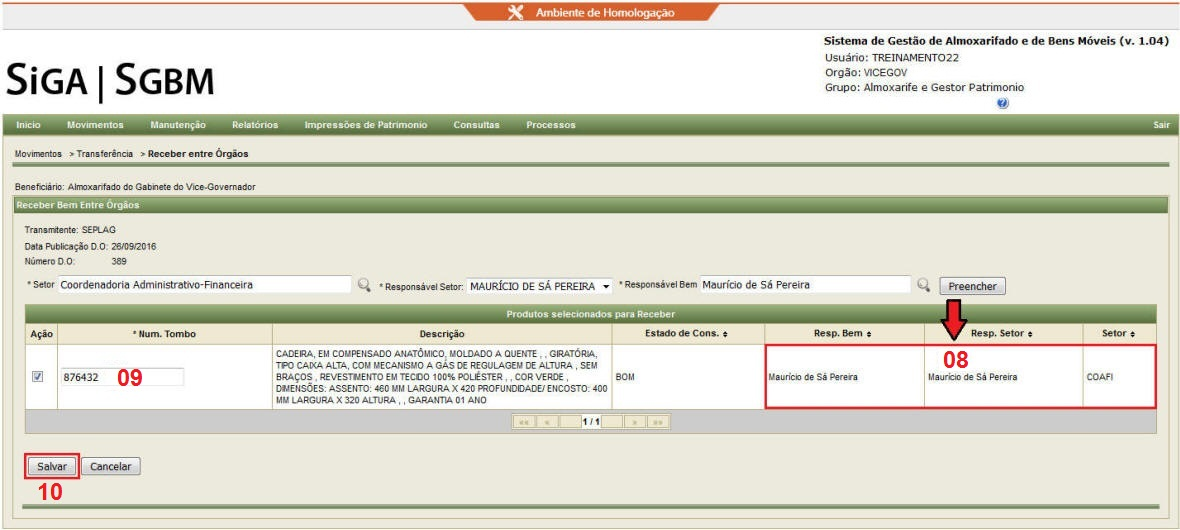 Ambiente de Homologação
Sistema de Gestão de Almoxarifado e de Bens Móveis (v. 1.04)
Usuário: TREINAMENTO22
Orgão: VICEGOV
Grupo: Almoxarife e Gestor Patrimonio
?
SiGA | SGBM
Inicio Movimentos Manutenção Relatórios Impressões de Patrimonio Consultas Processos Sair
Movimentos > Transferência > Receber entre Órgãos
Beneficiário: Almoxarifado do Gabinete do Vice-Governador
Receber Bem Entre Órgãos
Transmitente: SEPLAG
Data Publicação D.O: 26/09/2016
Número D.O: 389
* Setor Coordenadoria Administrativo-Financeira * Responsável Setor: MAURÍCIO DE SÁ PEREIRA * Responsável Bem Maurício de Sá Pereira Preencher
Produtos selecionados para Receber
Ação * Num. Tombo Descrição Estado de Cons. Resp. Bem Resp. Setor Setor
08
876432 09
CADEIRA, EM COMPENSADO ANATÔMICO, MOLDADO A QUENTE , , GIRATÓRIA,
TIPO CAIXA ALTA, COM MECANISMO A GÁS DE REGULAGEM DE ALTURA , SEM
BRAÇOS , REVESTIMENTO EM TECIDO 100% POLIÉSTER , , COR VERDE ,
DIMENSÕES: ASSENTO: 460 MM LARGURA X 420 PROFUNDIDADE/ ENCOSTO: 400
MM LARGURA X 320 ALTURA , , GARANTIA 01 ANO
BOM Maurício de Sá Pereira Maurício de Sá Pereira COAFI
«« « 1 / 1 » »»
Salvar Cancelar
10